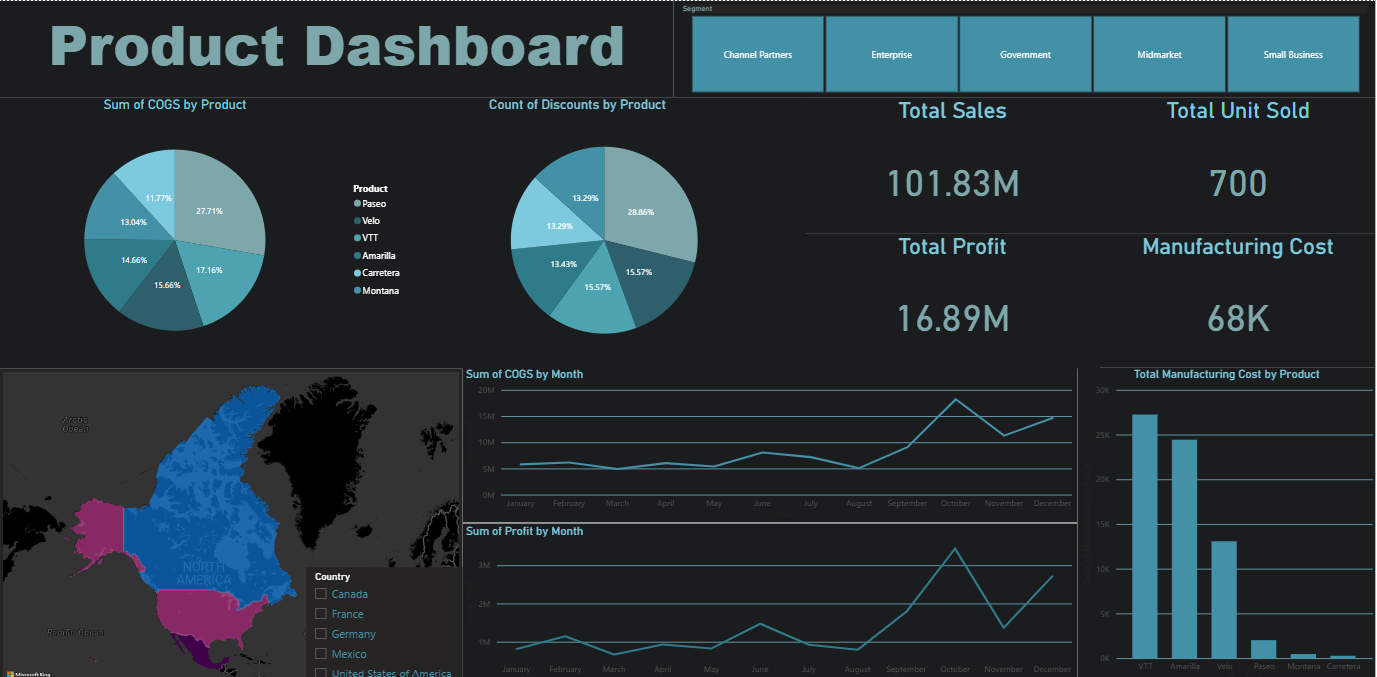 Segment
Product Dashboard
Channel Partners
Enterprise
Government
Midmarket
Small Business
Sum of COGS by Product
27.71%
17.16%
15.66%
14.66%
13.04%
11.77%
Product
Paseo
Velo
VTT
Amarilla
Carretera
Montana
Count of Discounts by Product
28.86%
15.57%
15.57%
13.43%
13.29%
13.29%
Total Sales
101.83M
Total Unit Sold
700
Total Profit
16.89M
Manufacturing Cost
68K
Arctic
Ocean
NORTH
AMERICA
Pacific Ocean
Microsoft Bing
Country
Canada
France
Germany
Mexico
United States of America
Sum of COGS by Month
20M
15M
10M
5M
0M
January February March April May June July August September October November December
Sum of Profit by Month
3M
2M
1M
January February March April May June July August September October November December
Total Manufacturing Cost by Product
30K
25K
20K
15K
10K
5K
0K
VTT Amarilla Velo Paseo Montana Carretera